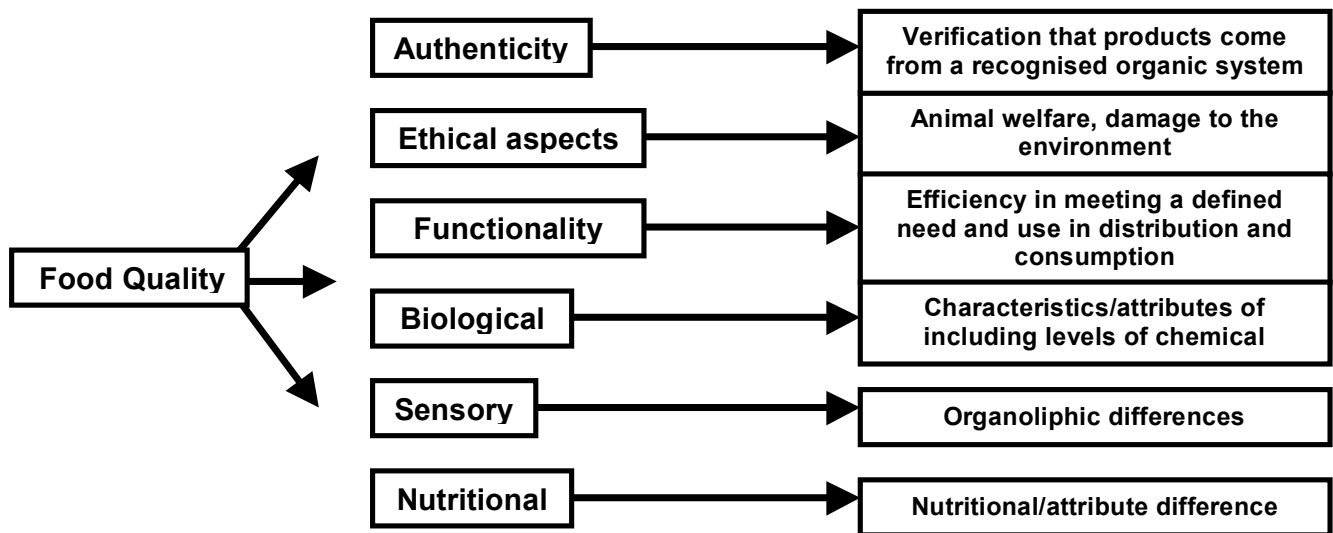 Authenticity
Verification that products come
from a recognised organic system
Ethical aspects
Animal welfare, damage to the
environment
Functionality
Efficiency in meeting a defined
need and use in distribution and
consumption
Food Quality
Biological
Characteristics/attributes of
including levels of chemical
Sensory
Organoliphic differences
Nutritional
Nutritional/attribute difference